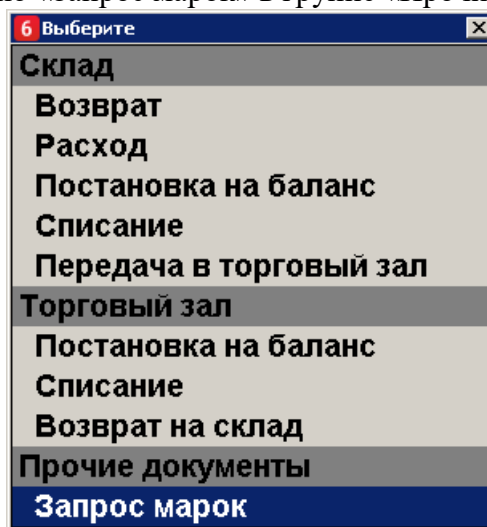 6 Выберите
Склад
Возврат
Расход
Постановка на баланс
Списание
Передача в торговый зал
Торговый зал
Постановка на баланс
Списание
Возврат на склад
Прочие документы
Запрос марок